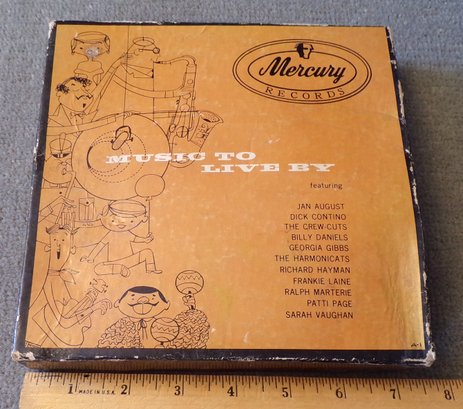 Mercury
RECORDS
MUSIC TO
LIVE BY
featuring
JAN AUGUST
DICK CONTINO
THE CREW-CUTS
BILLY DANIELS
GEORGIA GIBBS
THE HARMONICATS
RICHARD HAYMAN
FRANKIE LAINE
RALPH MARTERIE
PATTI PAGE
SARAH VAUGHAN
A-1
1 MADE IN U.S.A. 2 3 4 5 6 7 8